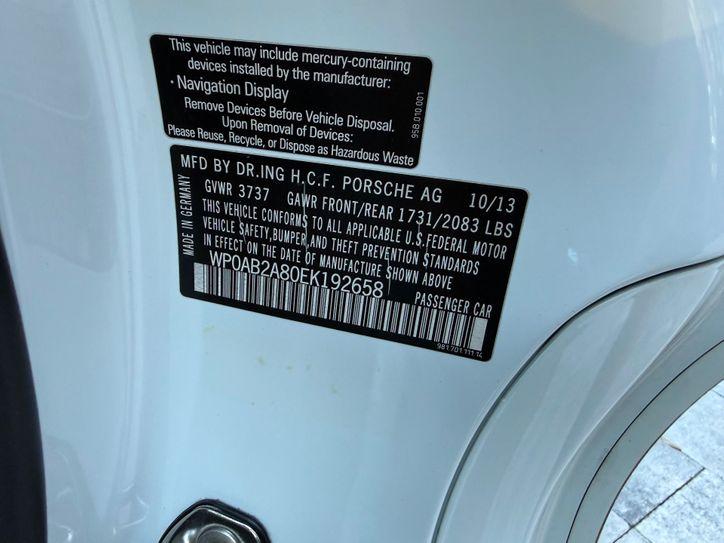 This vehicle may include mercury-containing
devices installed by the manufacturer:
· Navigation Display
Remove Devices Before Vehicle Disposal.
Upon Removal of Devices:
Please Reuse, Recycle, or Dispose as Hazardous Waste
958.010.001
MFD BY DR.ING H.C.F. PORSCHE AG 10/13
GVWR 3737 GAWR FRONT/REAR 1731/2083 LBS
THIS VEHICLE CONFORMS TO ALL APPLICABLE U.S.FEDERAL MOTOR
VEHICLE SAFETY,BUMPER,AND THEFT PREVENTION STANDARDS
IN EFFECT ON THE DATE OF MANUFACTURE SHOWN ABOVE
WP0AB2A80EK192658
PASSENGER CAR
MADE IN GERMANY
981 701 111 14